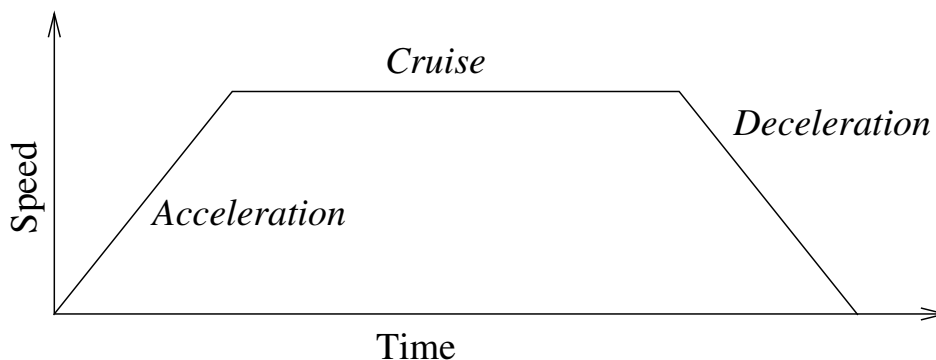 Cruise
Deceleration
Speed
Acceleration
Time